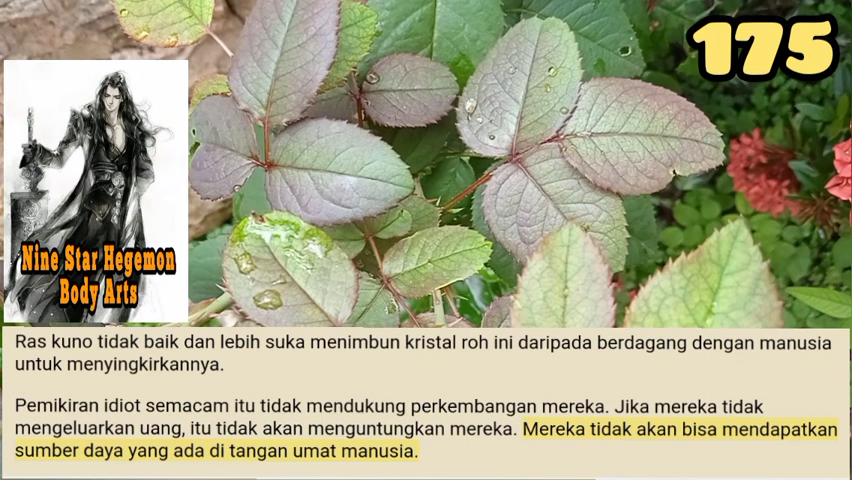 175
Nine Star Hegemon
Body Arts
Ras kuno tidak baik dan lebih suka menimbun kristal roh ini daripada berdagang dengan manusia
untuk menyingkirkannya.
Pemikiran idiot semacam itu tidak mendukung perkembangan mereka. Jika mereka tidak
mengeluarkan uang, itu tidak akan menguntungkan mereka. Mereka tidak akan bisa mendapatkan
sumber daya yang ada di tangan umat manusia.